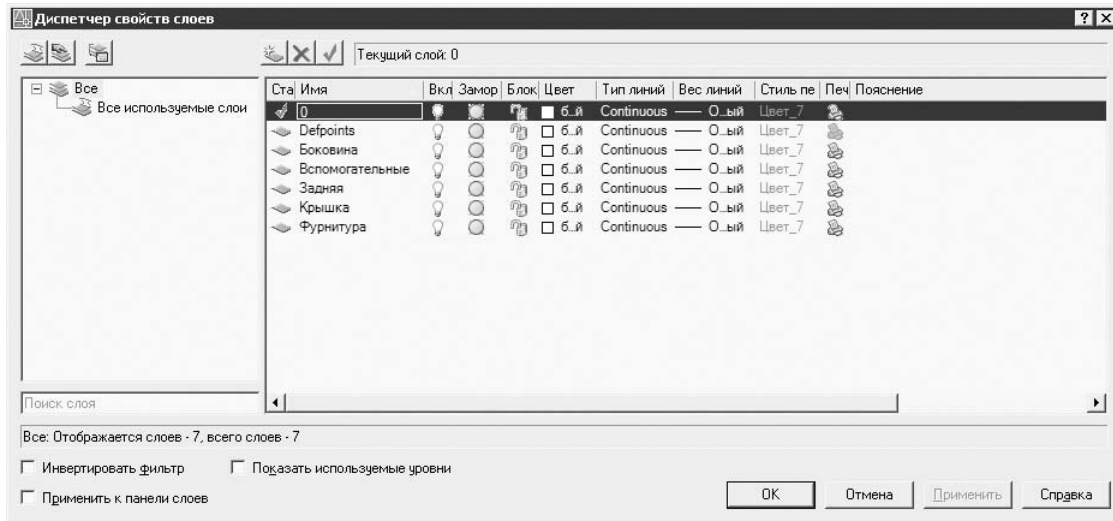 Диспетчер свойств слоев
Текущий слой: 0
Все
Все используемые слои
Ста Имя Вкл Замор Блок Цвет Тип линий Вес линий Стиль пе Печ Пояснение
0 б...й Continuous О...ый Цвет_7
Defpoints б...й Continuous О...ый Цвет_7
Боковина б...й Continuous О...ый Цвет_7
Вспомогательные б...й Continuous О...ый Цвет_7
Задняя б...й Continuous О...ый Цвет_7
Крышка б...й Continuous О...ый Цвет_7
Фурнитура б...й Continuous О...ый Цвет_7
Поиск слоя
Все: Отображается слоев - 7, всего слоев - 7
Инвертировать фильтр Показать используемые уровни
Применить к панели слоев
OK Отмена Применить Справка